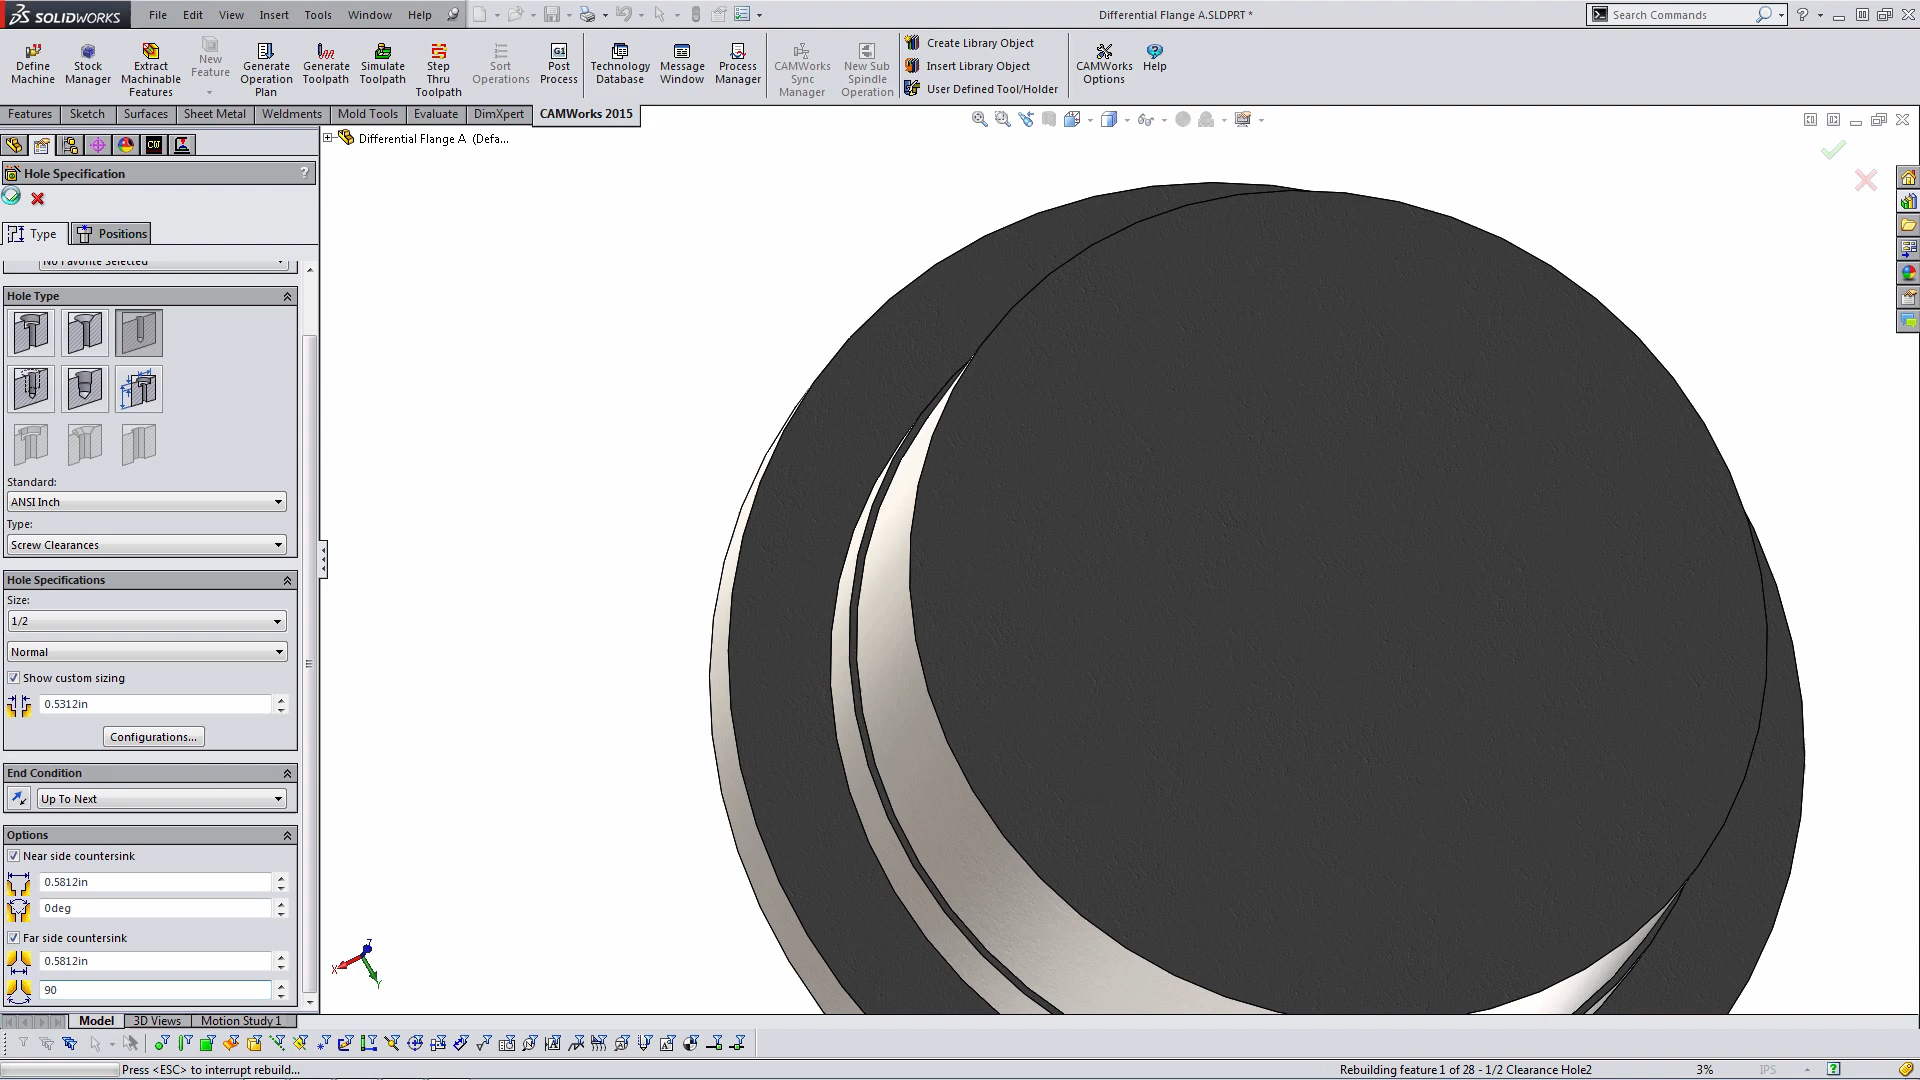 SOLIDWORKS File Edit View Insert Tools Window Help Differential Flange A.SLDPRT * Search Commands
Define Machine
Stock Manager
Extract Machinable Features
New Feature
Generate Operation Plan
Generate Toolpath
Simulate Toolpath
Step Thru Toolpath
Sort Operations
G1
Post Process
Technology Database
Message Window
Process Manager
CAMWorks Sync Manager
New Sub Spindle Operation
Create Library Object
Insert Library Object
User Defined Tool/Holder
CAMWorks Options
Help
Features Sketch Surfaces Sheet Metal Weldments Mold Tools Evaluate DimXpert CAMWorks 2015
CW
Differential Flange A (Defa...
Hole Specification ?
Type Positions
No Favorite Selected
Hole Type
Standard:
ANSI Inch
Type:
Screw Clearances
Hole Specifications
Size:
1/2
Normal
Show custom sizing
0.5312in
Configurations...
End Condition
Up To Next
Options
Near side countersink
0.5812in
0deg
Far side countersink
0.5812in
90
Z
X
Y
Model 3D Views Motion Study 1
Press <ESC> to interrupt rebuild... Rebuilding feature 1 of 28 - 1/2 Clearance Hole2 3% IPS